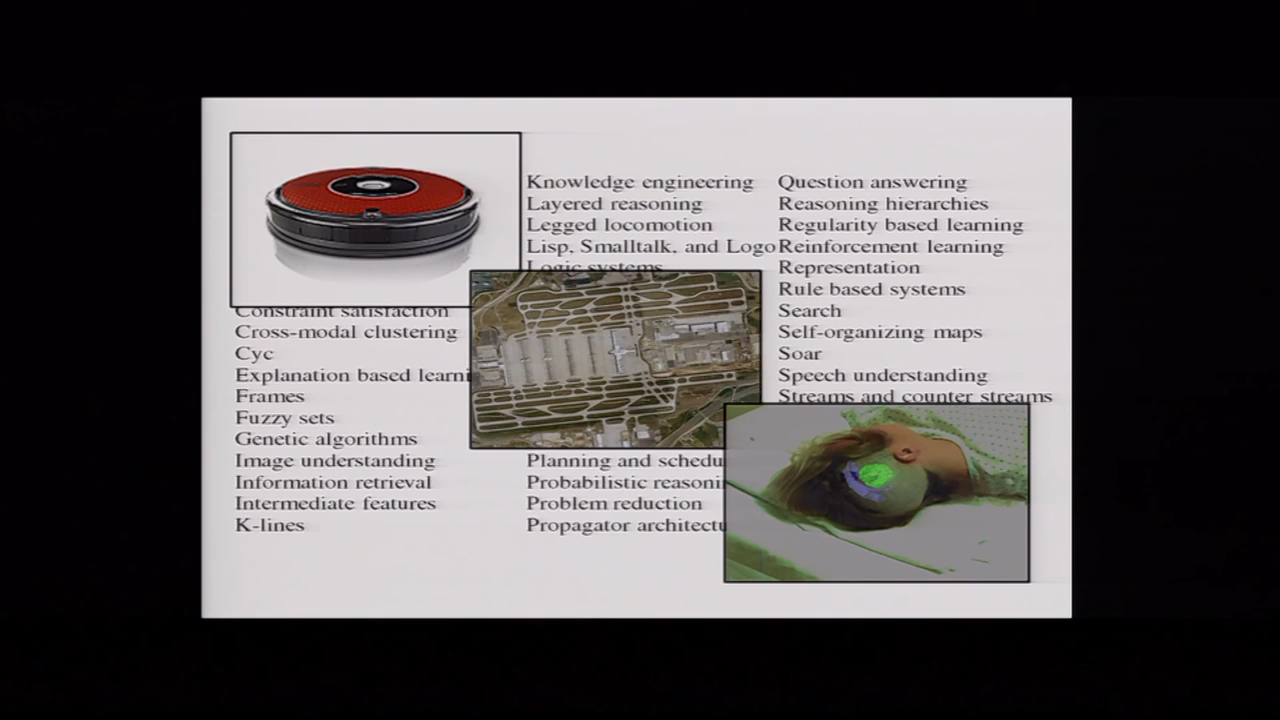 Constraint satisfaction
Cross-modal clustering
Cyc
Explanation based learni
Frames
Fuzzy sets
Genetic algorithms
Image understanding
Information retrieval
Intermediate features
K-lines
Knowledge engineering
Layered reasoning
Legged locomotion
Lisp, Smalltalk, and Logo
Logic systems
Planning and schedu
Probabilistic reasoni
Problem reduction
Propagator architectu
Question answering
Reasoning hierarchies
Regularity based learning
Reinforcement learning
Representation
Rule based systems
Search
Self-organizing maps
Soar
Speech understanding
Streams and counter streams